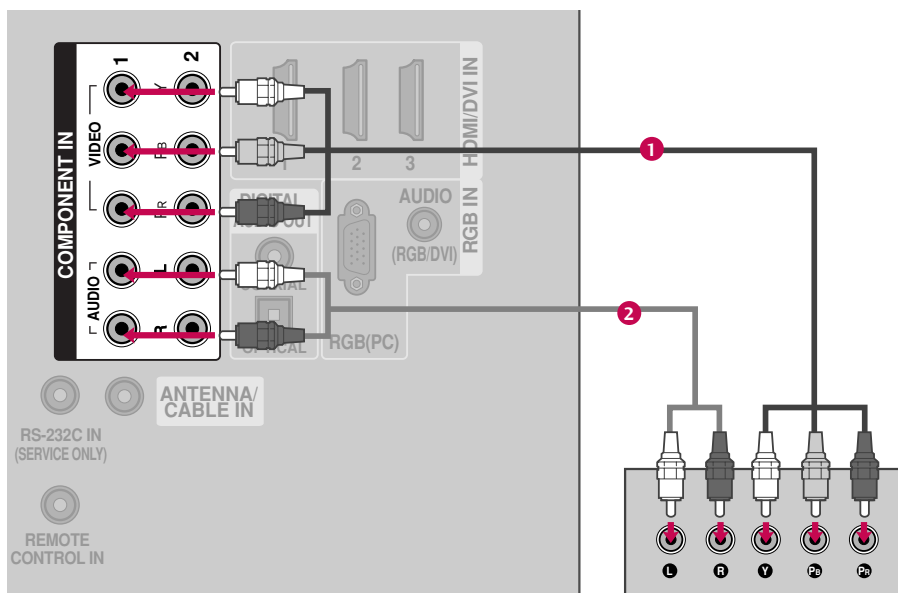 COMPONENT IN
VIDEO
AUDIO
1
2
Y
PB
PR
L
R
1
2
3
HDMI/DVI IN
RGB IN
DIGITAL
AUDIO OUT
COAXIAL
OPTICAL
AUDIO
(RGB/DVI)
RGB(PC)
ANTENNA/
CABLE IN
RS-232C IN
(SERVICE ONLY)
REMOTE
CONTROL IN
1
2
L
R
Y
PB
PR